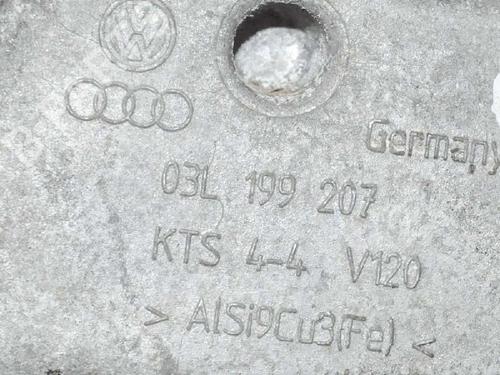 Germany
03L 199 207
KTS 4-4 V120
> AlSi9Cu3(Fe) <